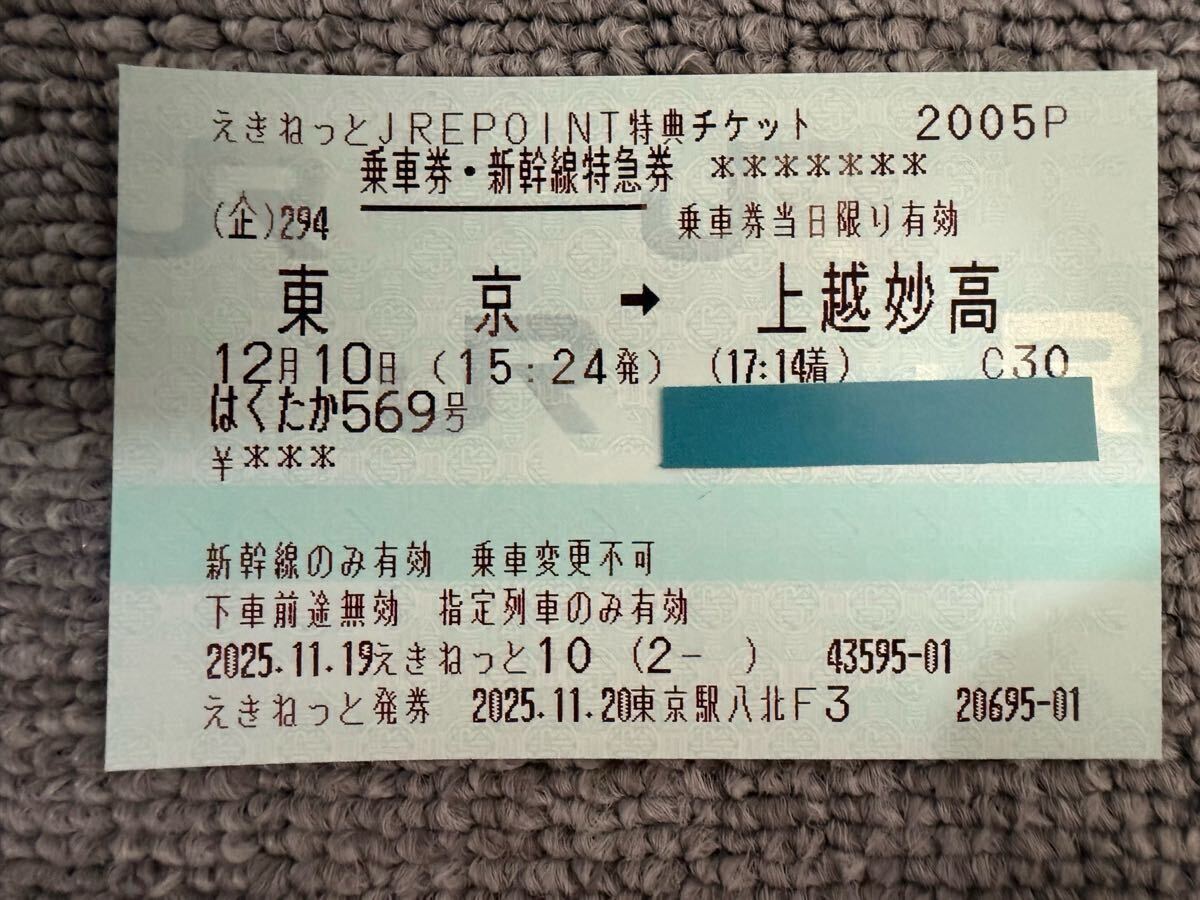 えきねっとJREPOINT特典チケット 2005P
乗車券・新幹線特急券 *******
(企)294 乗車券当日限り有効
東 京 → 上越妙高
12月10日 (15:24発) (17:14着) C30
はくたか569号
¥***
新幹線のみ有効 乗車変更不可
下車前途無効 指定列車のみ有効
2025.11.19えきねっと10 (2- ) 43595-01
えきねっと発券 2025.11.20東京駅八北F3 20695-01